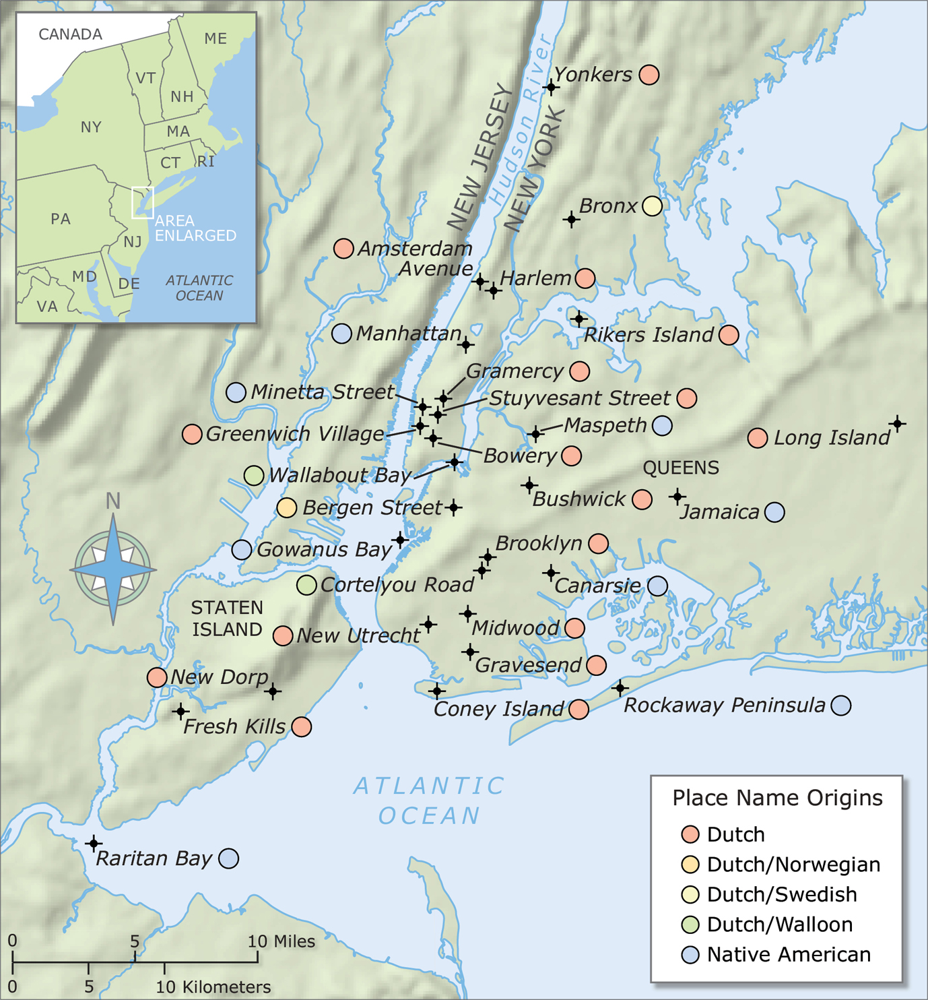 CANADA
ME
VT
NH
NY
MA
CT
RI
PA
AREA
ENLARGED
NJ
MD
DE
ATLANTIC
OCEAN
VA
Hudson River
NEW JERSEY
NEW YORK
Yonkers
Bronx
Amsterdam
Avenue
Harlem
Manhattan
Rikers Island
Gramercy
Minetta Street
Stuyvesant Street
Greenwich Village
Maspeth
Long Island
Bowery
QUEENS
Wallabout Bay
Bushwick
Bergen Street
Jamaica
N
Gowanus Bay
Brooklyn
Cortelyou Road
Canarsie
STATEN
ISLAND
New Utrecht
Midwood
Gravesend
New Dorp
Coney Island
Rockaway Peninsula
Fresh Kills
ATLANTIC
OCEAN
Raritan Bay
Place Name Origins
Dutch
Dutch/Norwegian
Dutch/Swedish
Dutch/Walloon
Native American
0 5 10 Miles
0 5 10 Kilometers